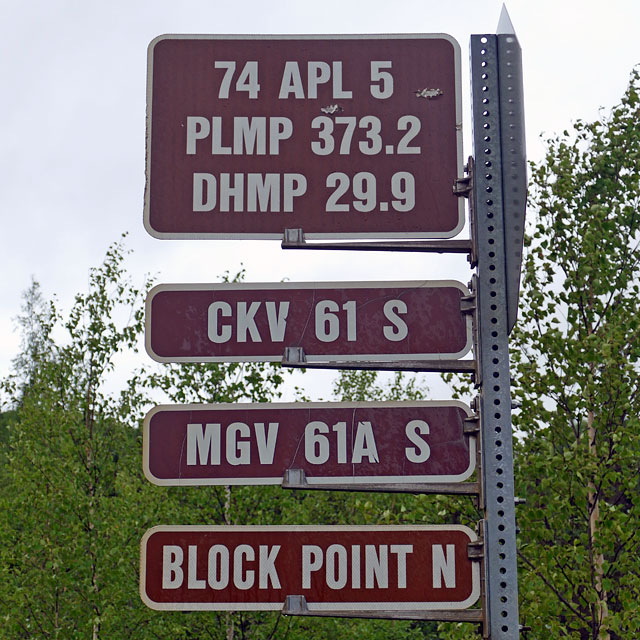 74 APL 5
PLMP 373.2
DHMP 29.9
CKV 61 S
MGV 61A S
BLOCK POINT N